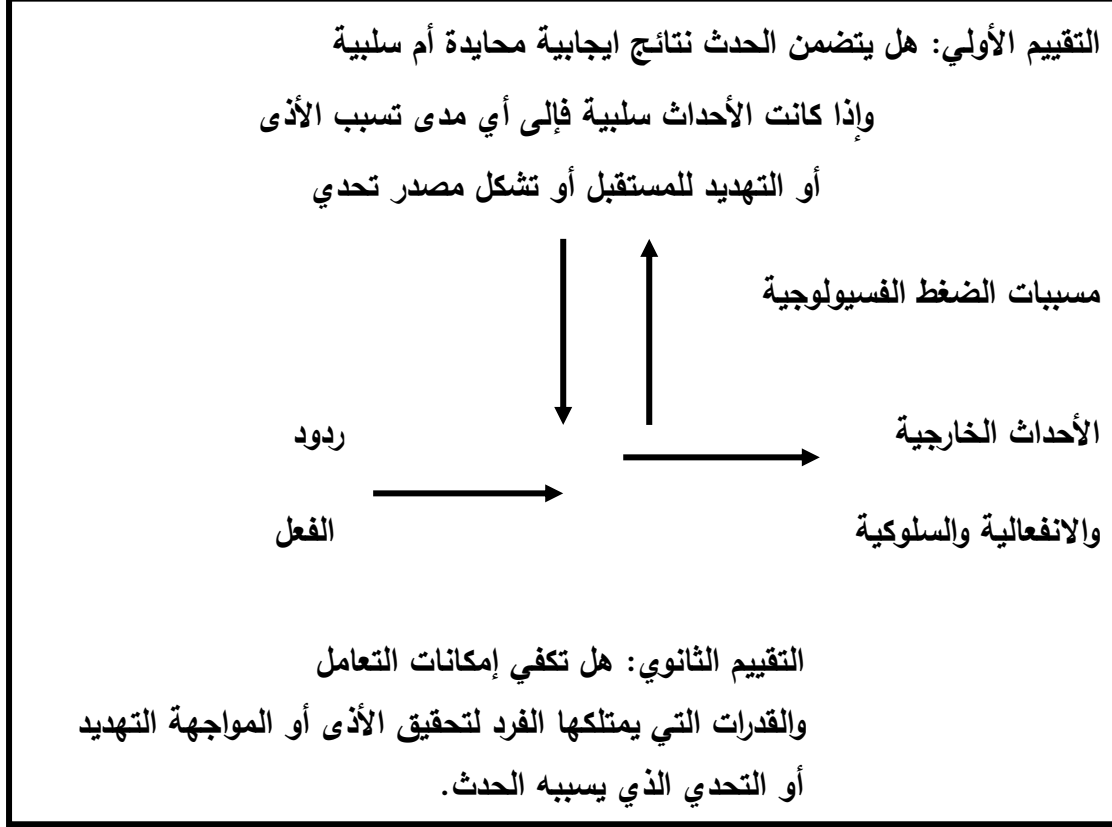 التقييم الأولي: هل يتضمن الحدث نتائج ايجابية محايدة أم سلبية
وإذا كانت الأحداث سلبية فإلى أي مدى تسبب الأذى
أو التهديد للمستقبل أو تشكل مصدر تحدي
مسببات الضغط الفسيولوجية
الأحداث الخارجية
ردود
والانفعالية والسلوكية
الفعل
التقييم الثانوي: هل تكفي إمكانات التعامل
والقدرات التي يمتلكها الفرد لتحقيق الأذى أو المواجهة التهديد
أو التحدي الذي يسببه الحدث.